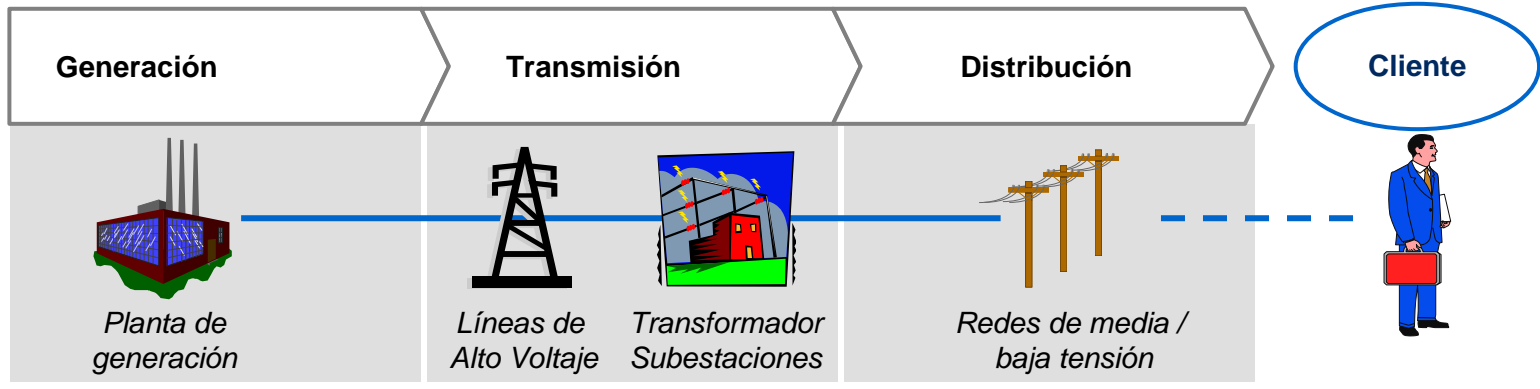 Generación
Transmisión
Distribución
Cliente
Planta de
generación
Líneas de
Alto Voltaje
Transformador
Subestaciones
Redes de media /
baja tensión